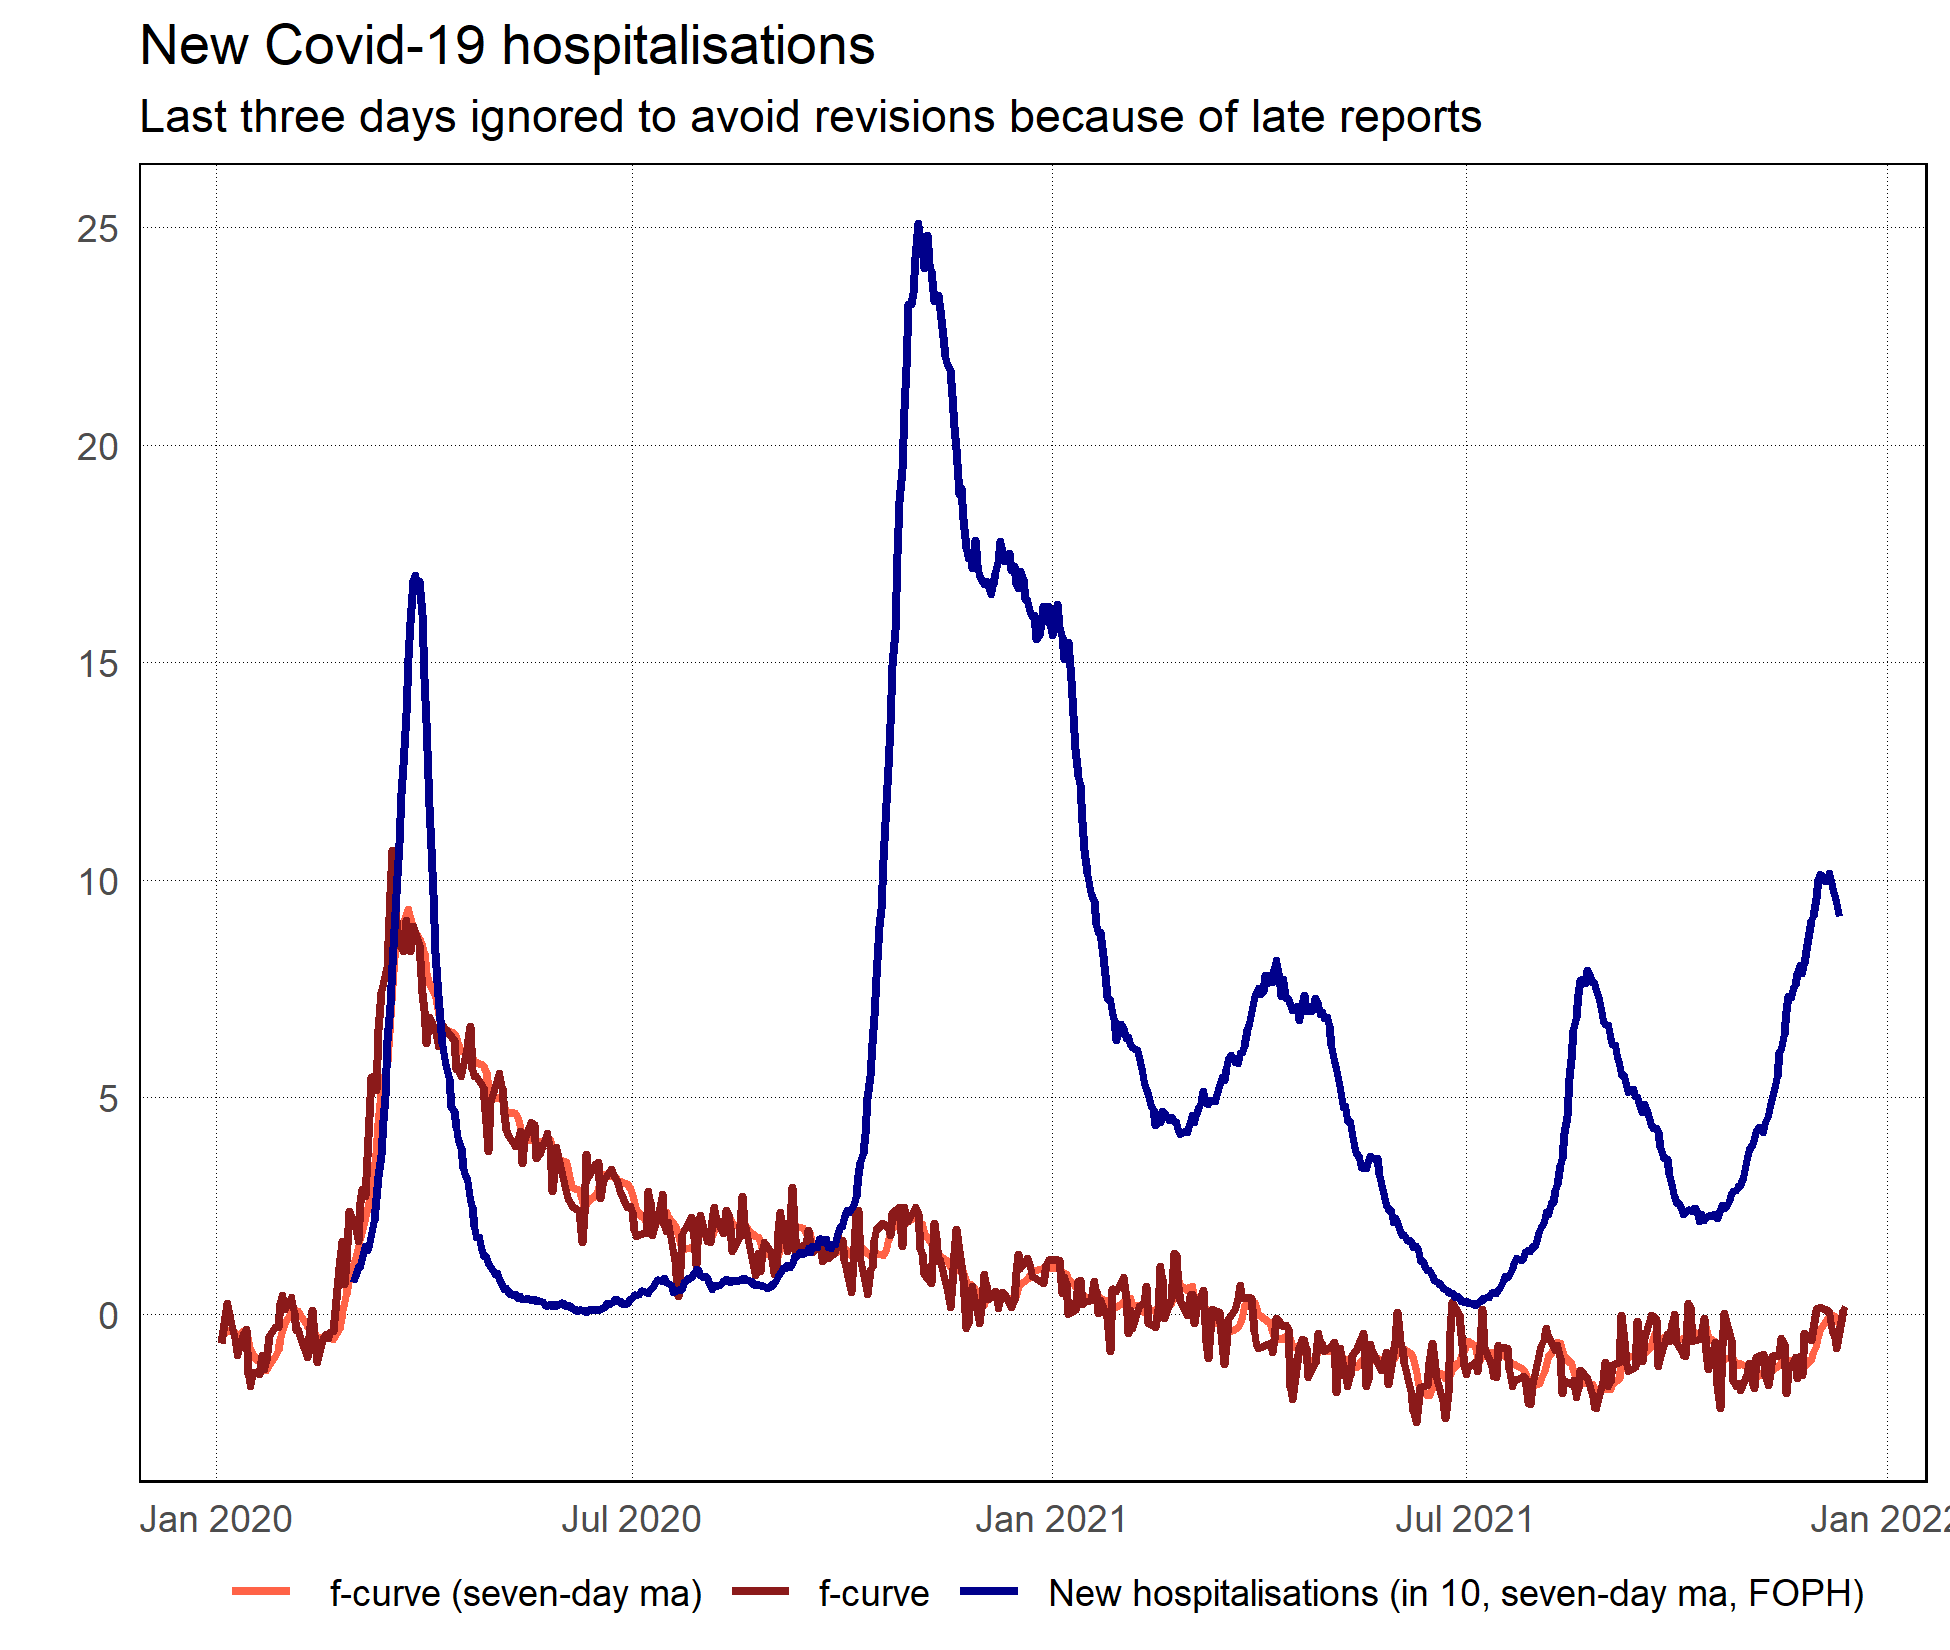 New Covid-19 hospitalisations
Last three days ignored to avoid revisions because of late reports
25
20
15
10
5
0
Jan 2020 Jul 2020 Jan 2021 Jul 2021 Jan 2022
f-curve (seven-day ma) f-curve New hospitalisations (in 10, seven-day ma, FOPH)